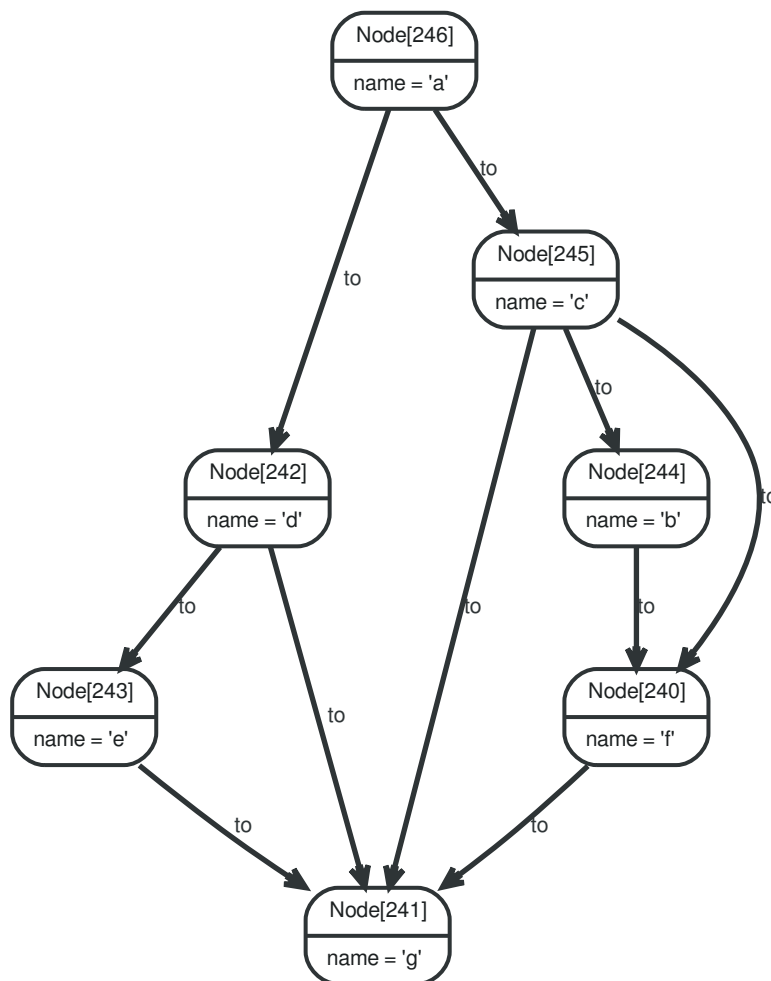 Node[246]
name = 'a'
to
Node[245]
name = 'c'
to
to
Node[242]
name = 'd'
Node[244]
name = 'b'
to
to
to
to
Node[243]
name = 'e'
Node[240]
name = 'f'
to
to
to
Node[241]
name = 'g'